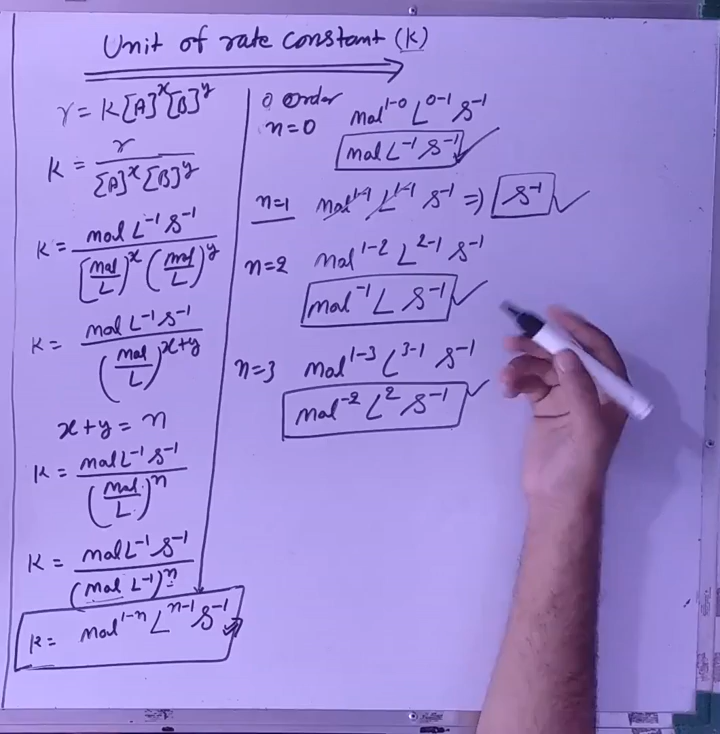 Unit of rate constant (K)
r = K[A]^x[B]^y
K = r / [A]^x [B]^y
K = mol L^-1 S^-1 / [mol/L]^x (mol/L)^y
K = mol L^-1 S^-1 / (mol/L)^x+y
x+y = n
K = mol L^-1 S^-1 / (mol/L)^n
K = mol L^-1 S^-1 / (mol L^-1)^n
K = mol^1-n L^n-1 S^-1
0 Order
n=0 mol^1-0 L^0-1 S^-1
mol L^-1 S^-1
n=1 mol^1-1 L^1-1 S^-1 => S^-1
n=2 mol^1-2 L^2-1 S^-1
mol^-1 L S^-1
n=3 mol^1-3 L^3-1 S^-1
mol^-2 L^2 S^-1